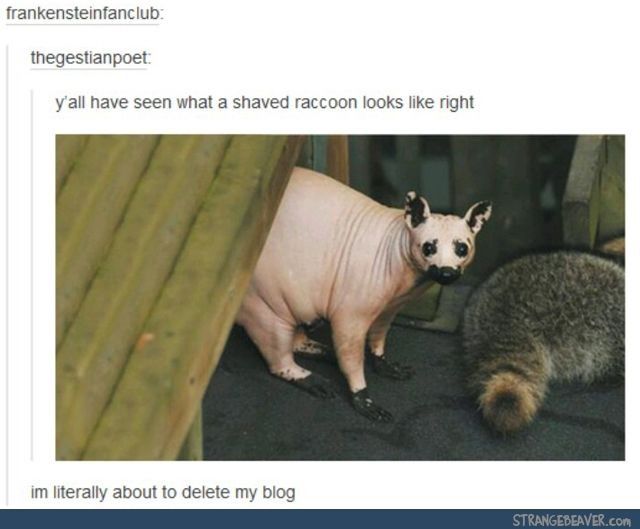 frankensteinfanclub:
thegestianpoet:
y'all have seen what a shaved raccoon looks like right
im literally about to delete my blog
STRANGEBEAVER.com